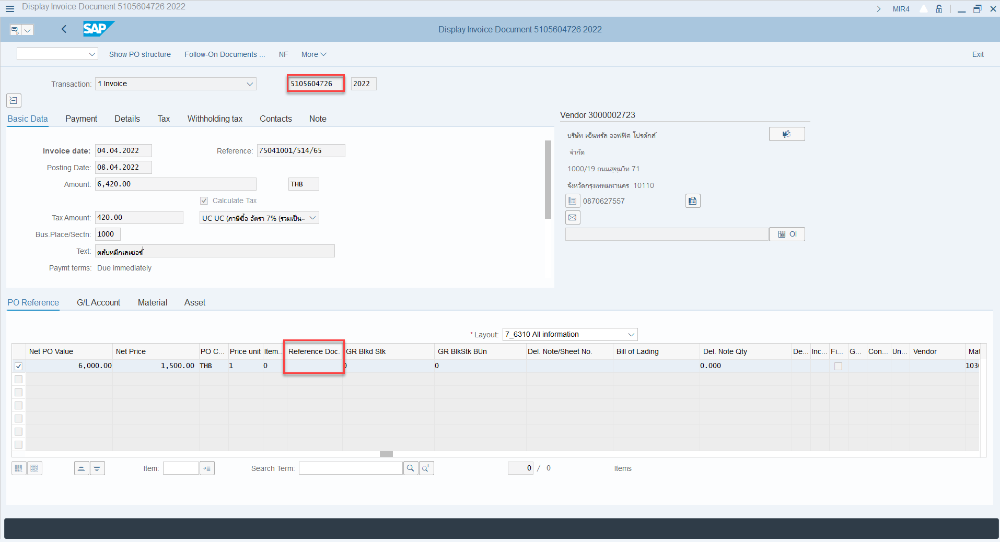 Display Invoice Document 5105604726 2022
MIR4
SAP
Display Invoice Document 5105604726 2022
Show PO structure
Follow-On Documents ...
NF
More
Exit
Transaction: 1 Invoice 5105604726 2022
Basic Data Payment Details Tax Withholding tax Contacts Note
Invoice date: 04.04.2022 Reference: 75041001/514/65
Posting Date: 08.04.2022
Amount: 6,420.00 THB
Calculate Tax
Tax Amount: 420.00 UC UC (ภาษีซื้อ อัตรา 7% (รวมเป็น...
Bus.Place/Sectn: 1000
Text: ตลับหมึกเลเซอร์ี่
Paymt terms: Due immediately
Vendor 3000002723
บริษัท เซ็นทรัล ออฟฟิศ โปรดักส์
จำกัด
1000/19 ถนนสุขุมวิท 71
จังหวัดกรุงเทพมหานคร 10110
0870627557
OI
PO Reference G/L Account Material Asset
* Layout: 7_6310 All information
Net PO Value Net Price PO C... Price unit Item... Reference Doc. GR Blkd Stk GR BlkStk BUn Del. Note/Sheet No. Bill of Lading Del. Note Qty De... Inc... Fi... G... Con... Un... Vendor Mat
6,000.00 1,500.00 THB 1 0 0 0 0.000 103
Item: Search Term: 0 / 0 Items